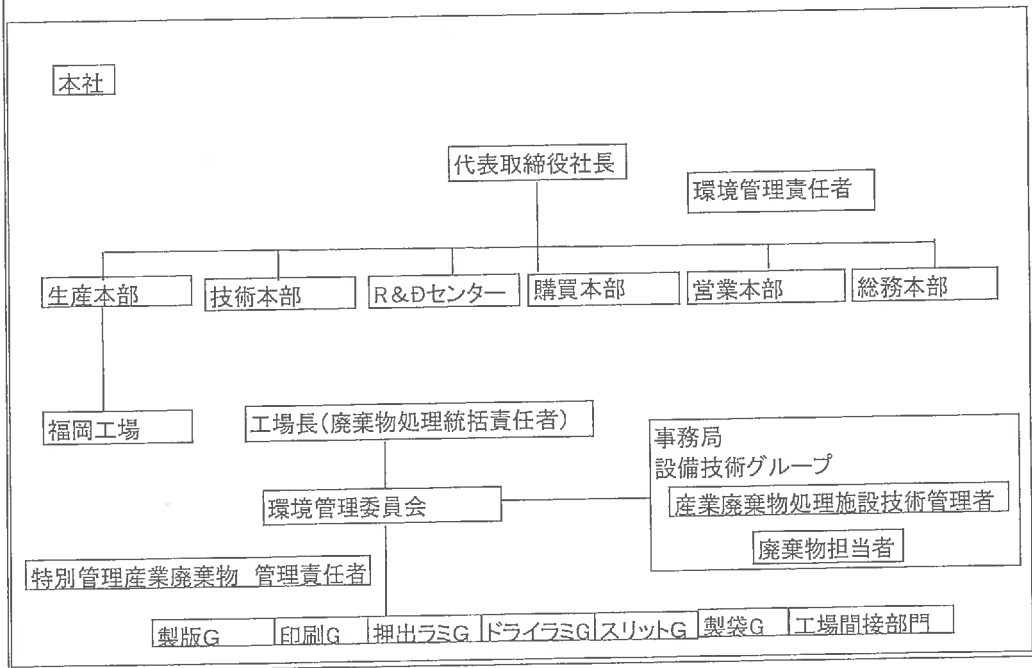 本社
代表取締役社長
環境管理責任者
生産本部
技術本部
R&Dセンター
購買本部
営業本部
総務本部
福岡工場
工場長(廃棄物処理統括責任者)
事務局
設備技術グループ
環境管理委員会
産業廃棄物処理施設技術管理者
廃棄物担当者
特別管理産業廃棄物 管理責任者
製版G
印刷G
押出ラミG
ドライラミG
スリットG
製袋G
工場間接部門